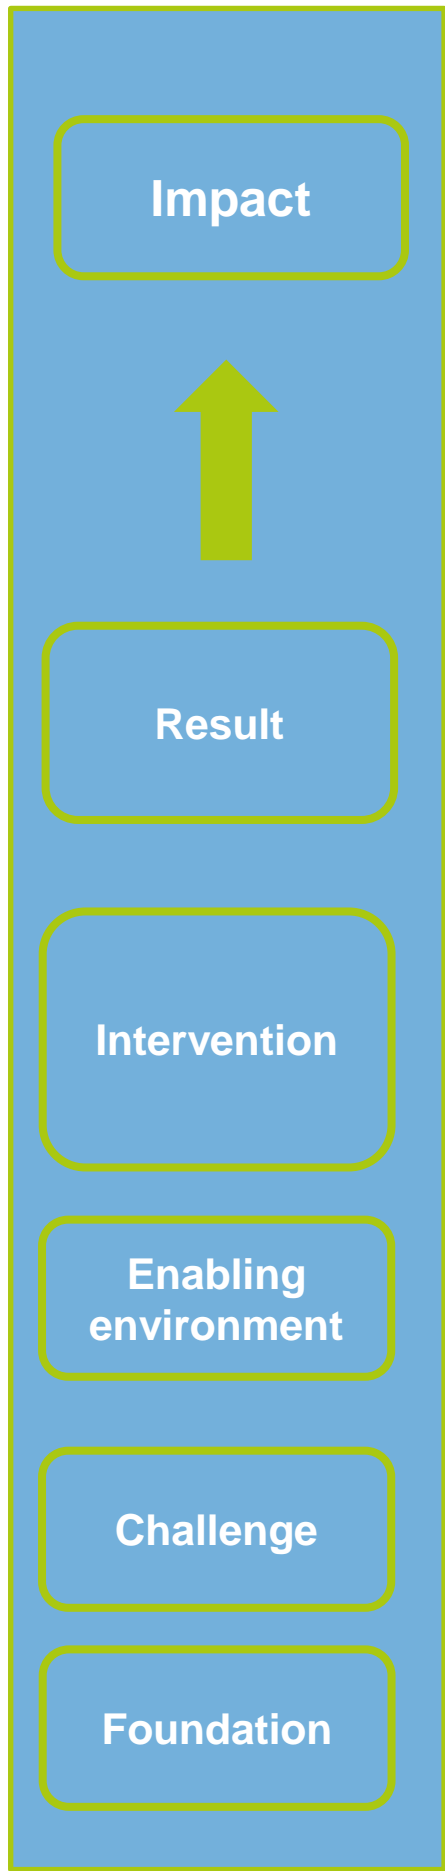 Impact
Result
Intervention
Enabling
environment
Challenge
Foundation